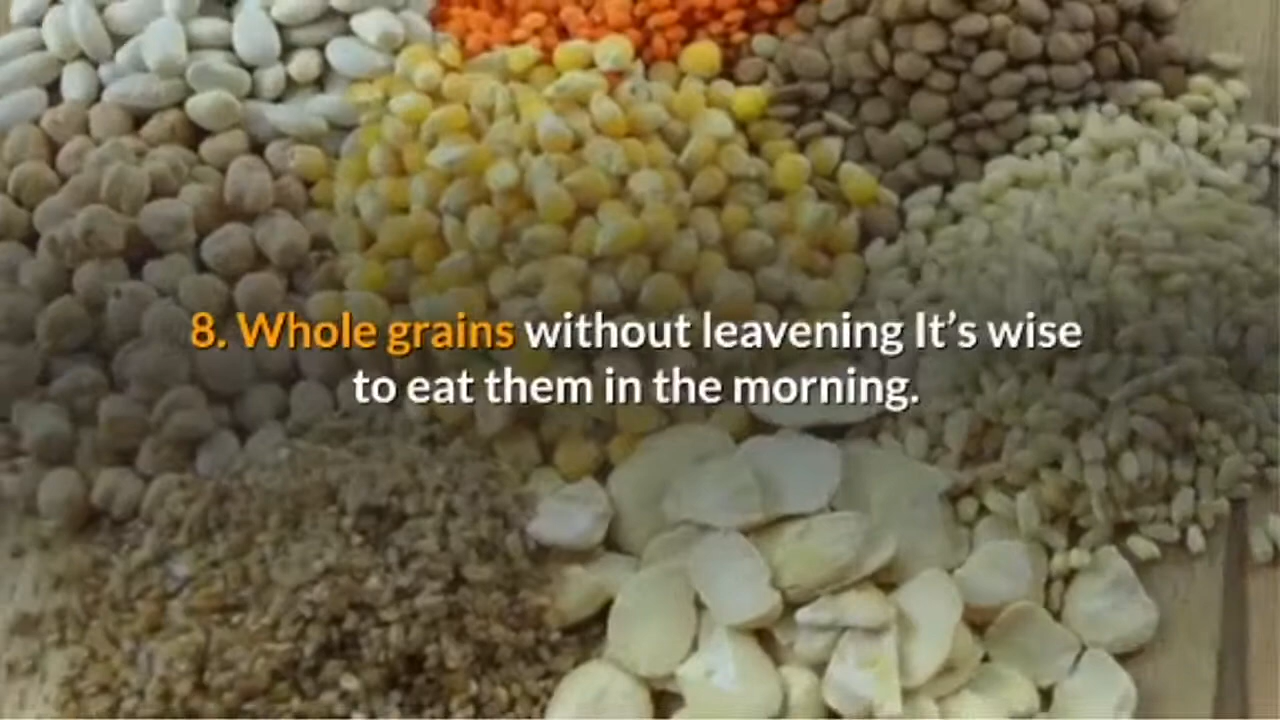 8. Whole grains without leavening It’s wise
to eat them in the morning.